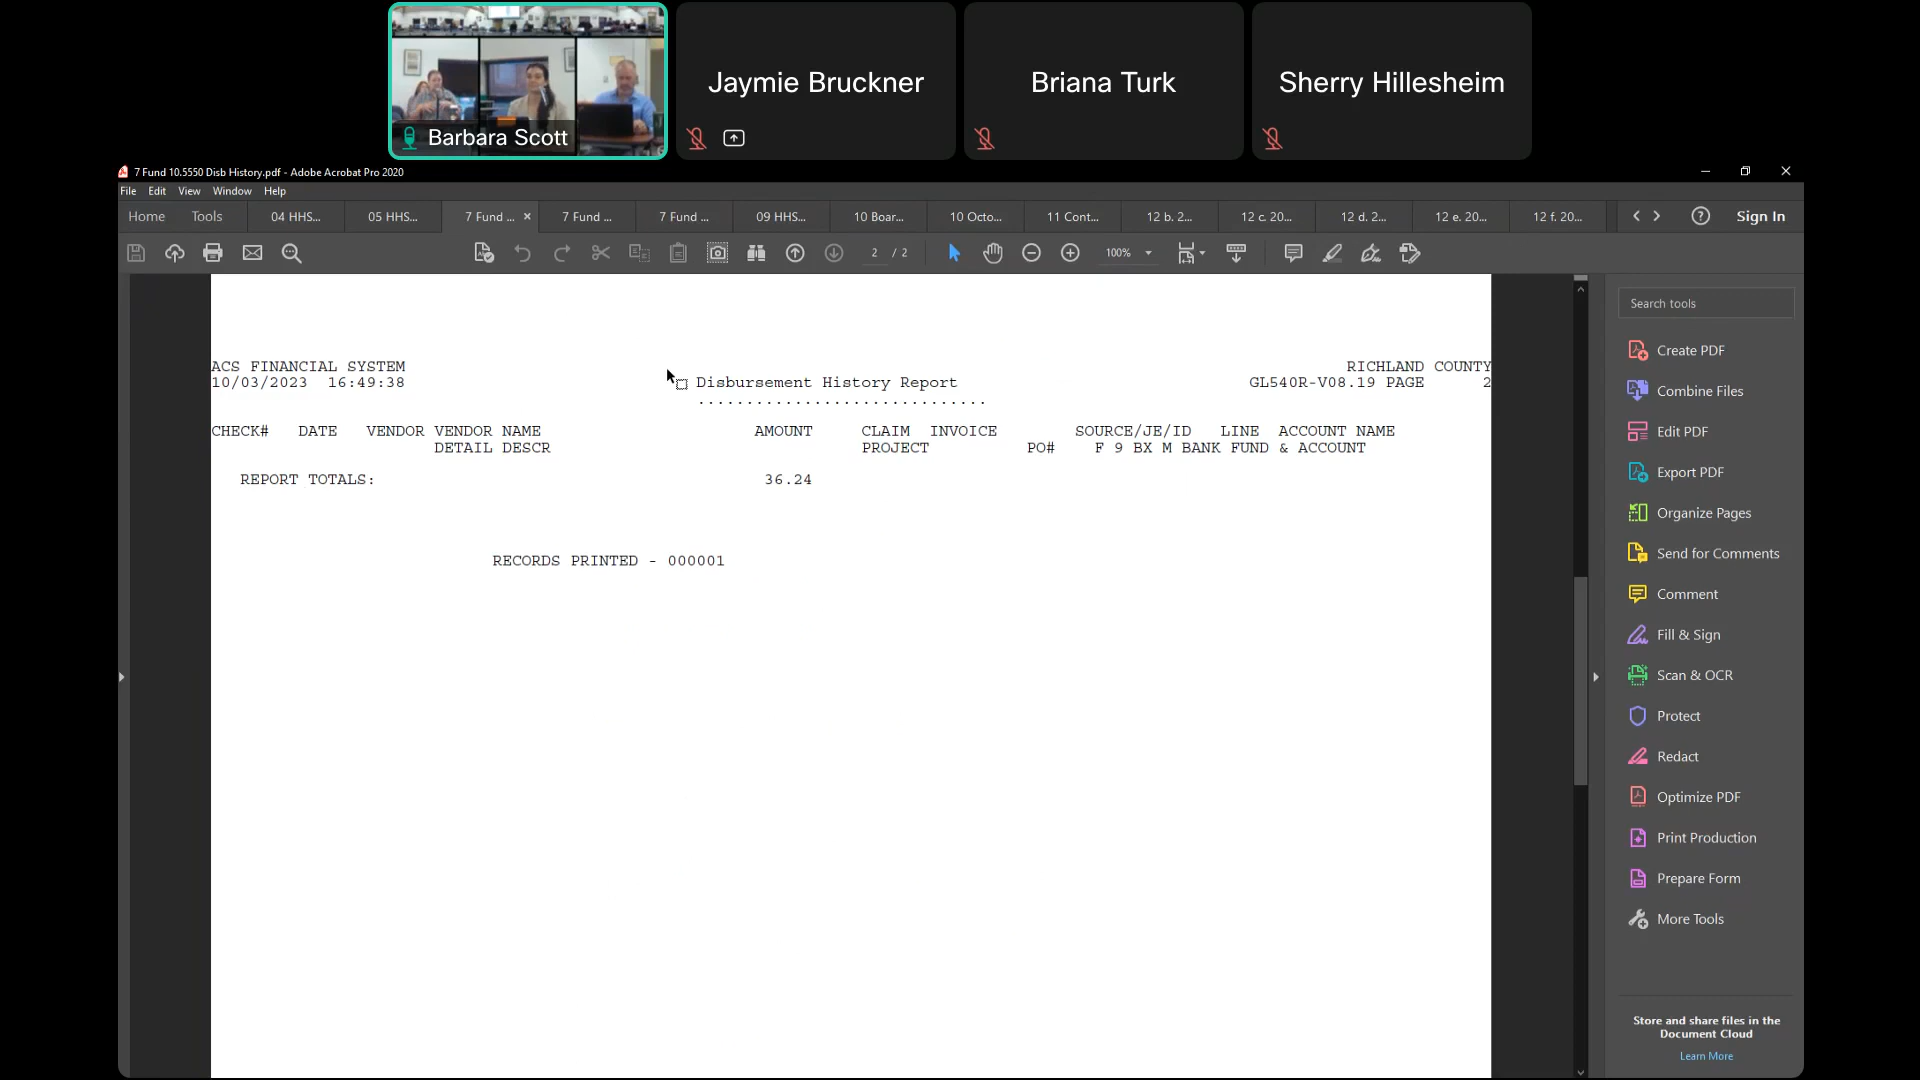 Barbara Scott
Jaymie Bruckner
Briana Turk
Sherry Hillesheim
7 Fund 10.5550 Disb History.pdf - Adobe Acrobat Pro 2020
File Edit View Window Help
Home Tools 04 HHS... 05 HHS... 7 Fund ... × 7 Fund ... 7 Fund ... 09 HHS... 10 Boar... 10 Octo... 11 Cont... 12 b. 2... 12 c. 20... 12 d. 2... 12 e. 20... 12 f. 20... Sign In
2 / 2 100%
ACS FINANCIAL SYSTEM RICHLAND COUNTY
10/03/2023 16:49:38 Disbursement History Report GL540R-V08.19 PAGE 2
..............................
CHECK# DATE VENDOR VENDOR NAME AMOUNT CLAIM INVOICE SOURCE/JE/ID LINE ACCOUNT NAME
DETAIL DESCR PROJECT PO# F 9 BX M BANK FUND & ACCOUNT
REPORT TOTALS: 36.24
RECORDS PRINTED - 000001
Search tools
Create PDF
Combine Files
Edit PDF
Export PDF
Organize Pages
Send for Comments
Comment
Fill & Sign
Scan & OCR
Protect
Redact
Optimize PDF
Print Production
Prepare Form
More Tools
Store and share files in the
Document Cloud
Learn More